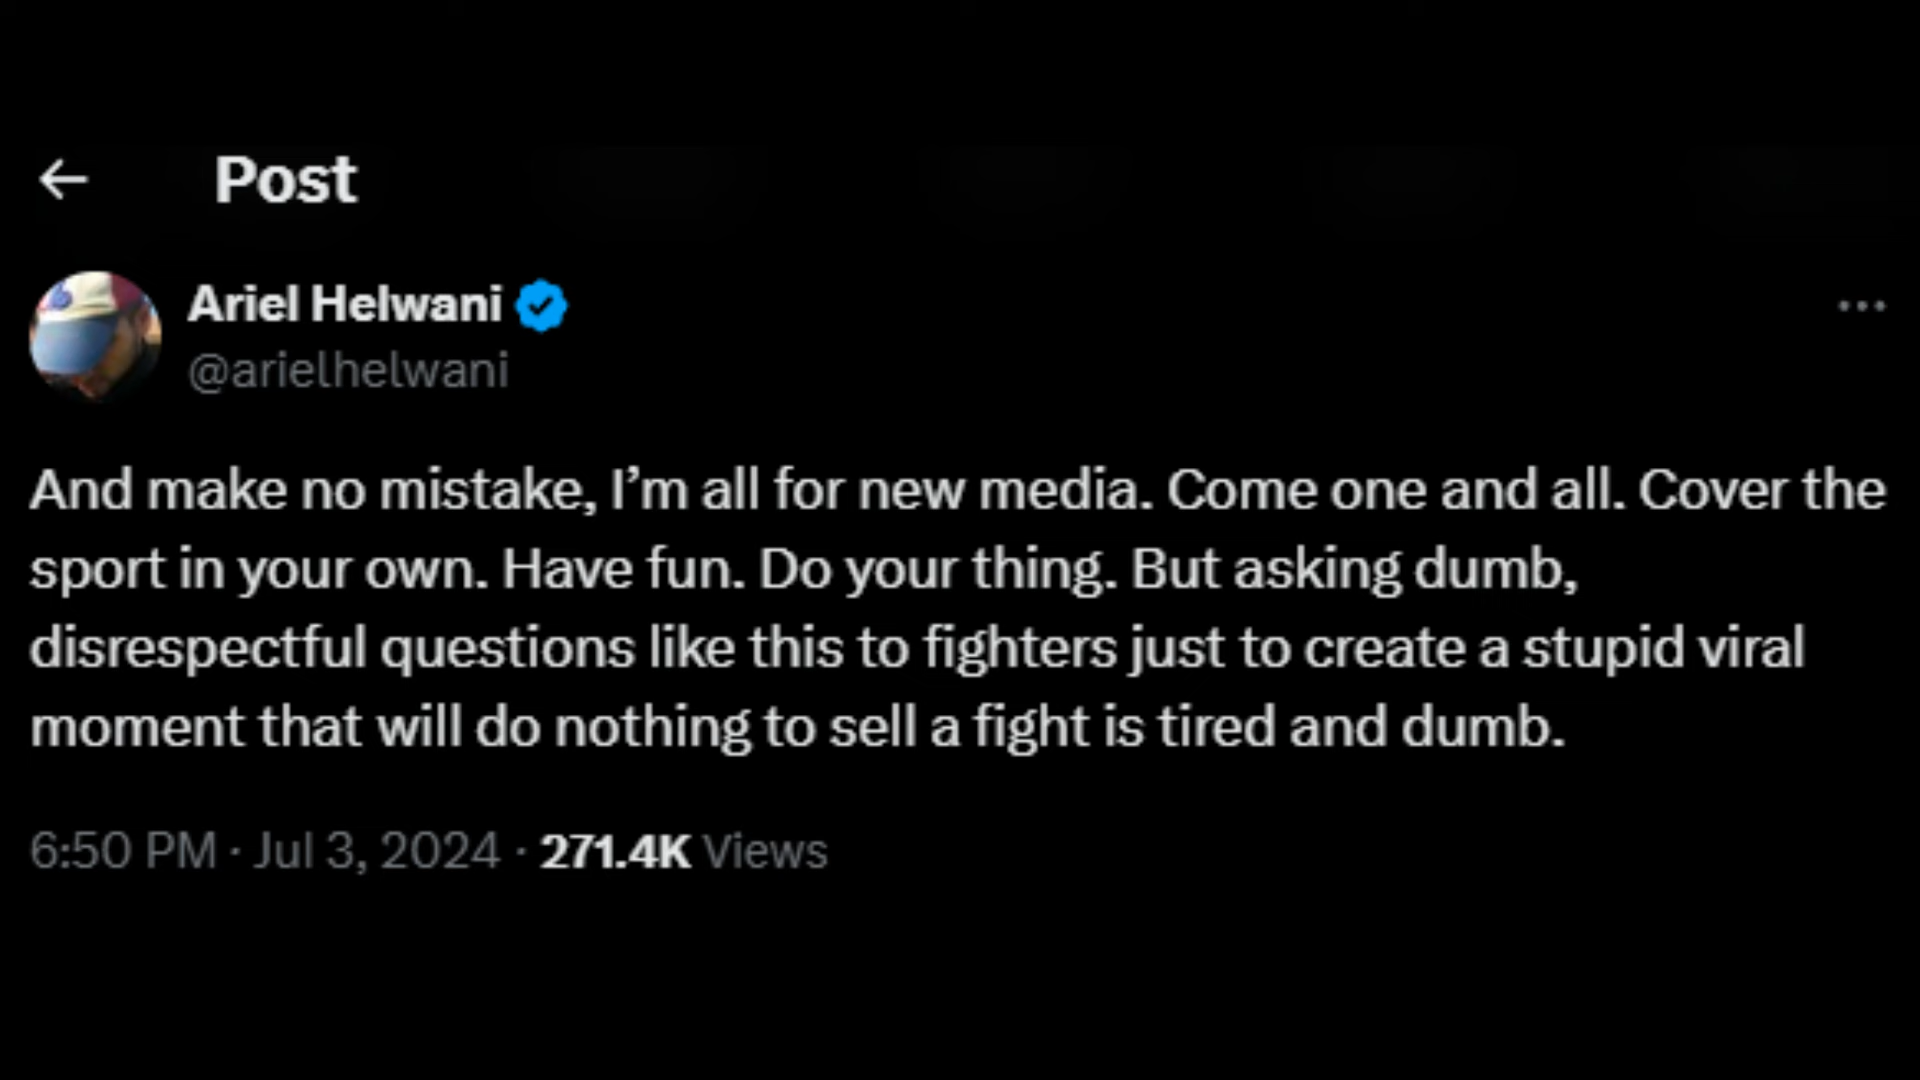 Post
Ariel Helwani
@arielhelwani
And make no mistake, I’m all for new media. Come one and all. Cover the
sport in your own. Have fun. Do your thing. But asking dumb,
disrespectful questions like this to fighters just to create a stupid viral
moment that will do nothing to sell a fight is tired and dumb.
6:50 PM · Jul 3, 2024 · 271.4K Views